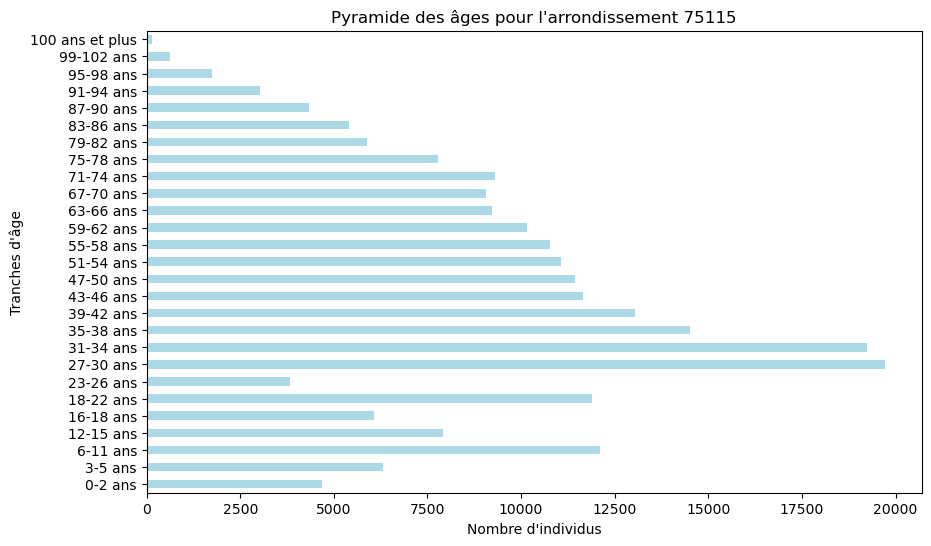 Pyramide des âges pour l'arrondissement 75115
100 ans et plus
99-102 ans
95-98 ans
91-94 ans
87-90 ans
83-86 ans
79-82 ans
75-78 ans
71-74 ans
67-70 ans
63-66 ans
59-62 ans
55-58 ans
51-54 ans
47-50 ans
43-46 ans
39-42 ans
35-38 ans
31-34 ans
27-30 ans
23-26 ans
18-22 ans
16-18 ans
12-15 ans
6-11 ans
3-5 ans
0-2 ans
Tranches d'âge
0 2500 5000 7500 10000 12500 15000 17500 20000
Nombre d'individus